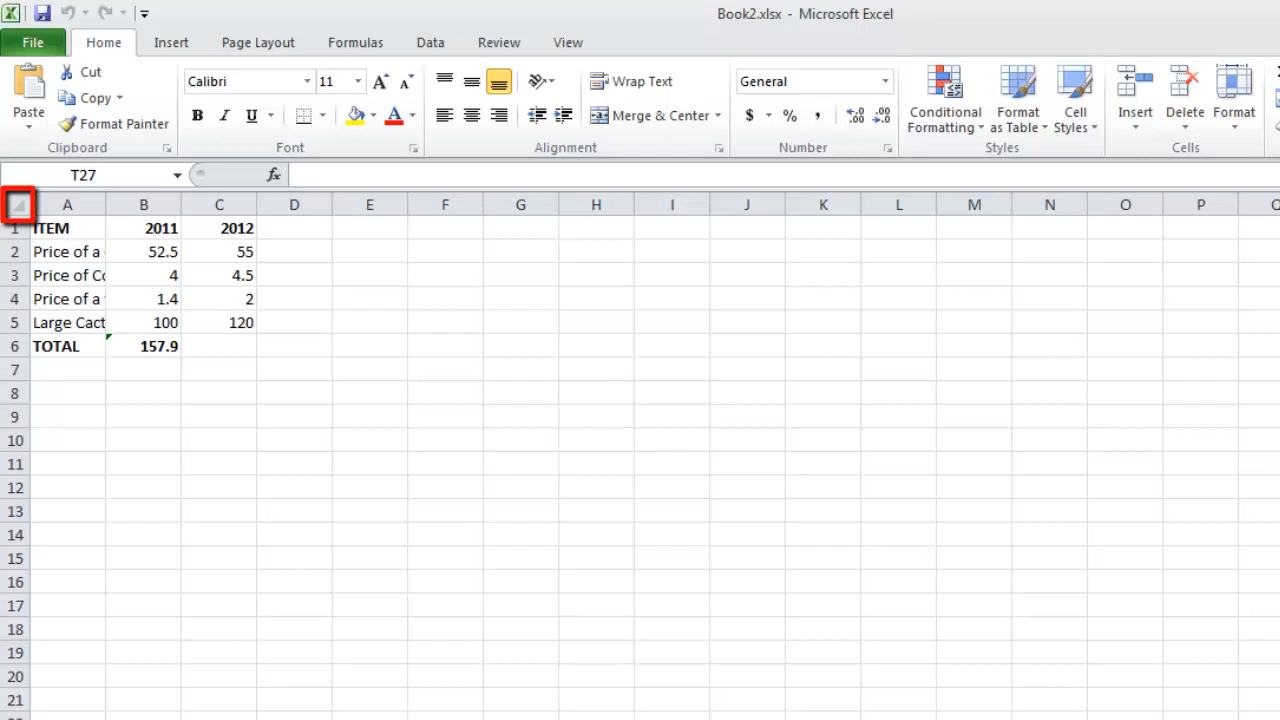 Book2.xlsx - Microsoft Excel
File Home Insert Page Layout Formulas Data Review View
Paste
Cut
Copy
Format Painter
Clipboard
Calibri 11
B I U A
Font
Wrap Text
Merge & Center
Alignment
General
$ % ,
Number
Conditional Formatting
Format as Table
Cell Styles
Styles
Insert Delete Format
Cells
T27 fx
A B C D E F G H I J K L M N O P
1 ITEM 2011 2012
2 Price of a 52.5 55
3 Price of 4 4.5
4 Price of a 1.4 2
5 Large Cact 100 120
6 TOTAL 157.9
7
8
9
10
11
12
13
14
15
16
17
18
19
20
21